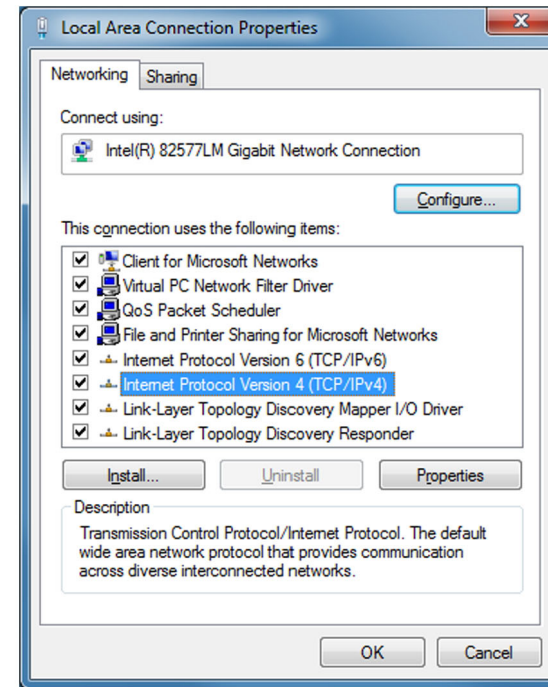 Local Area Connection Properties
Networking
Sharing
Connect using:
Intel(R) 82577LM Gigabit Network Connection
Configure...
This connection uses the following items:
Client for Microsoft Networks
Virtual PC Network Filter Driver
QoS Packet Scheduler
File and Printer Sharing for Microsoft Networks
Internet Protocol Version 6 (TCP/IPv6)
Internet Protocol Version 4 (TCP/IPv4)
Link-Layer Topology Discovery Mapper I/O Driver
Link-Layer Topology Discovery Responder
Install...
Uninstall
Properties
Description
Transmission Control Protocol/Internet Protocol. The default
wide area network protocol that provides communication
across diverse interconnected networks.
OK
Cancel